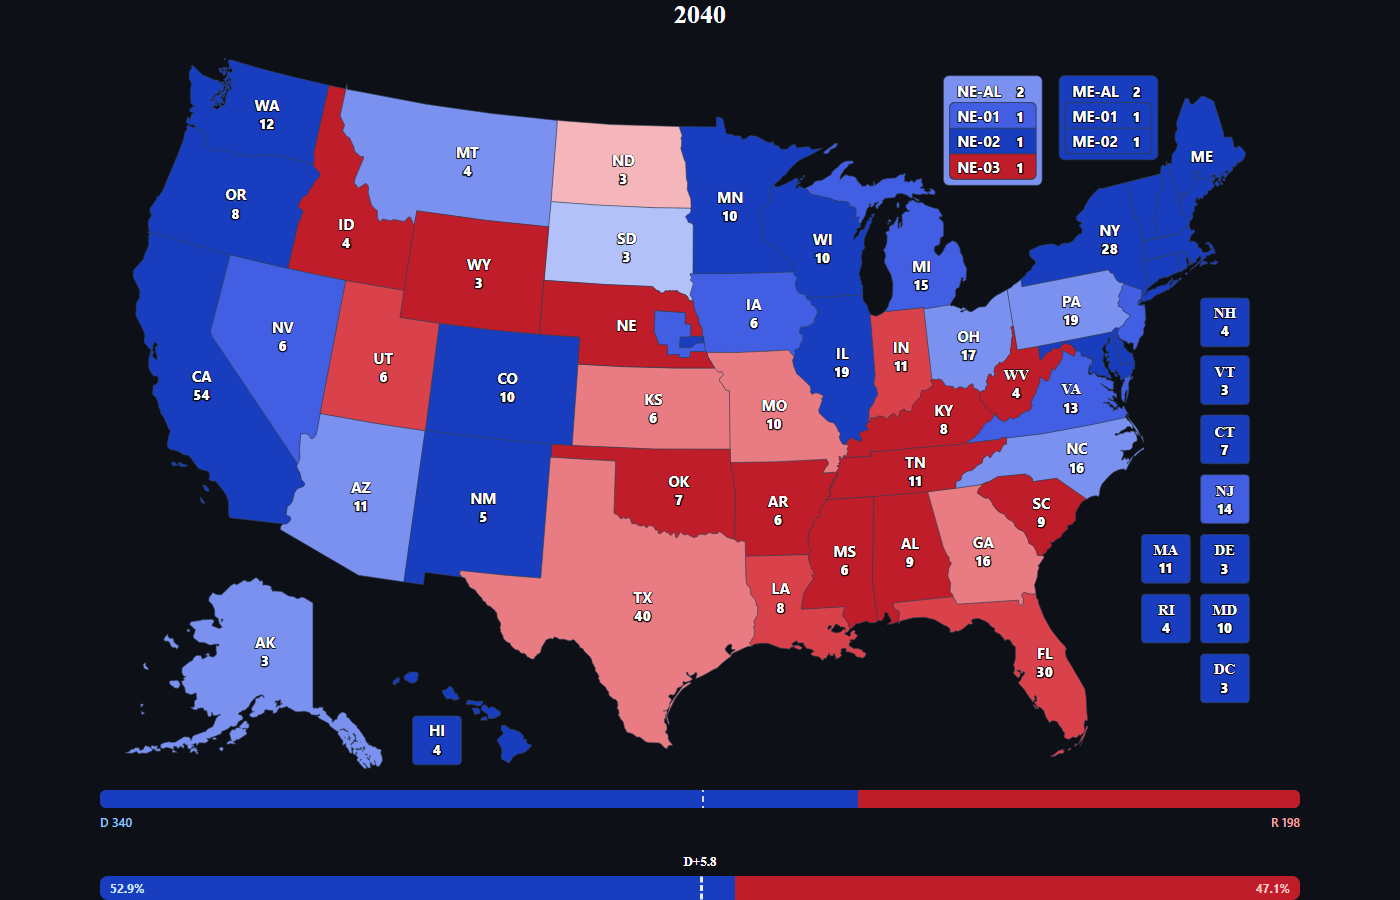 2040
WA
12
OR
8
CA
54
NV
6
ID
4
MT
4
WY
3
UT
6
AZ
11
CO
10
NM
5
ND
3
SD
3
NE
KS
6
OK
7
TX
40
MN
10
IA
6
MO
10
AR
6
LA
8
WI
10
IL
19
MI
15
IN
11
OH
17
KY
8
TN
11
MS
6
AL
9
GA
16
FL
30
SC
9
NC
16
VA
13
WV
4
PA
19
NY
28
ME
AK
3
HI
4
NE-AL 2
NE-01 1
NE-02 1
NE-03 1
ME-AL 2
ME-01 1
ME-02 1
NH
4
VT
3
CT
7
NJ
14
MA
11
DE
3
RI
4
MD
10
DC
3
D 340
R 198
D+5.8
52.9%
47.1%